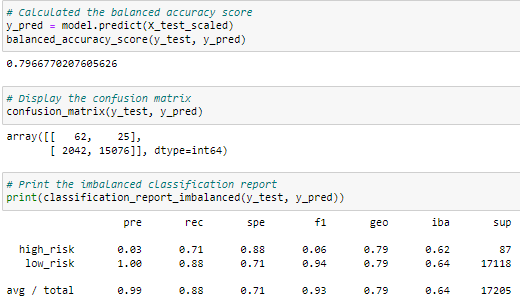 # Calculated the balanced accuracy score
y_pred = model.predict(X_test_scaled)
balanced_accuracy_score(y_test, y_pred)
0.7966770207605626
# Display the confusion matrix
confusion_matrix(y_test, y_pred)
array([[   62,    25],
       [ 2042, 15076]], dtype=int64)
# Print the imbalanced classification report
print(classification_report_imbalanced(y_test, y_pred))
pre rec spe f1 geo iba sup
high_risk 0.03 0.71 0.88 0.06 0.79 0.62 87
low_risk 1.00 0.88 0.71 0.94 0.79 0.64 17118
avg / total 0.99 0.88 0.71 0.93 0.79 0.64 17205